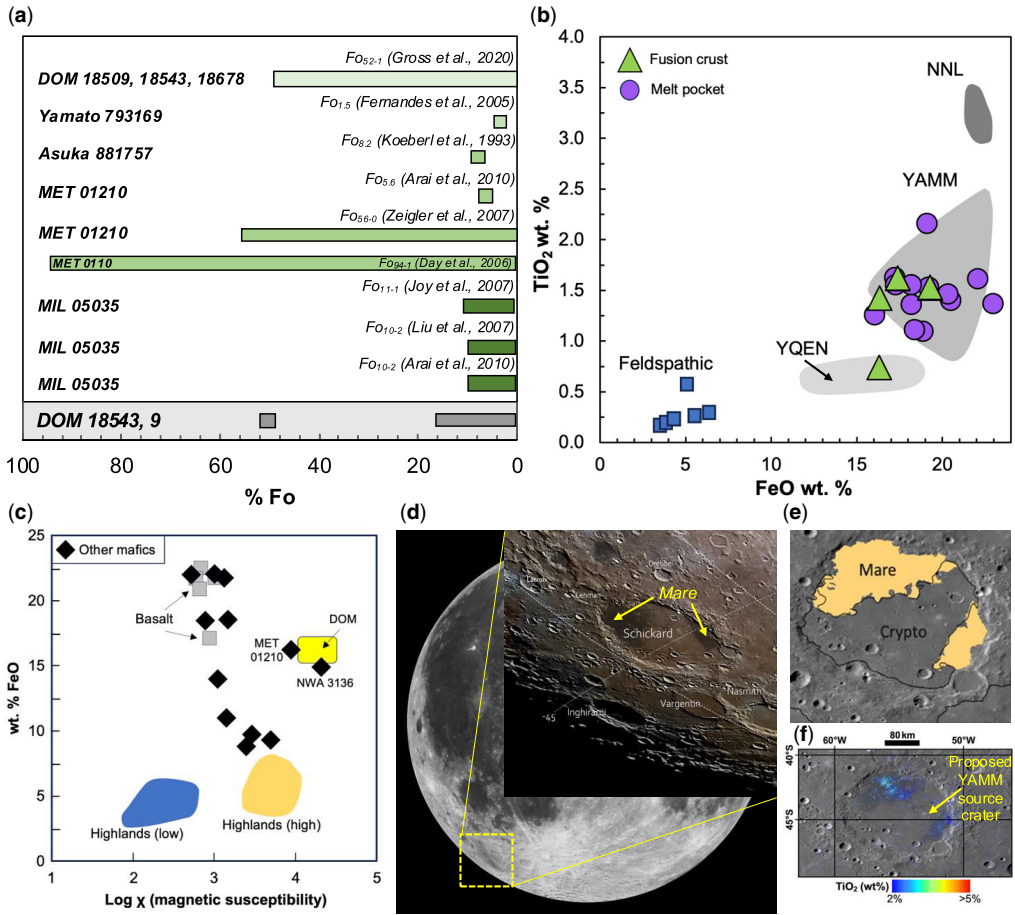 (a)
Fo52-1 (Gross et al., 2020)
DOM 18509, 18543, 18678
Fo1.5 (Fernandes et al., 2005)
Yamato 793169
Fo8.2 (Koeberl et al., 1993)
Asuka 881757
Fo5.6 (Arai et al., 2010)
MET 01210
Fo56-0 (Zeigler et al., 2007)
MET 01210
MET 0110
Fo94-1 (Day et al., 2006)
Fo11-1 (Joy et al., 2007)
MIL 05035
Fo10-2 (Liu et al., 2007)
MIL 05035
Fo10-2 (Arai et al., 2010)
MIL 05035
DOM 18543, 9
100 80 60 40 20 0
% Fo
(b)
4.0
3.5
3.0
2.5
2.0
1.5
1.0
0.5
0.0
TiO2 wt. %
Fusion crust
Melt pocket
NNL
YAMM
YQEN
Feldspathic
0 5 10 15 20
FeO wt. %
(c)
25
20
15
10
5
0
wt. % FeO
Other mafics
Basalt
DOM
MET
01210
NWA 3136
Highlands (low)
Highlands (high)
1 2 3 4 5
Log χ (magnetic susceptibility)
(d)
Lacroix
Lehman
Drebbe
Mare
Schickard
Nasmith
Vargentin
Inghirami
-45
(e)
Mare
Crypto
(f)
80 km
60°W
50°W
40°S
45°S
Proposed
YAMM
source
crater
TiO2 (wt%)
2%
>5%